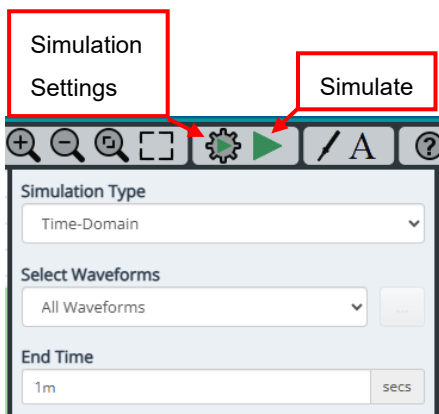 Simulation
Settings
Simulate
A
?
Simulation Type
Time-Domain
Select Waveforms
All Waveforms
...
End Time
1m
secs